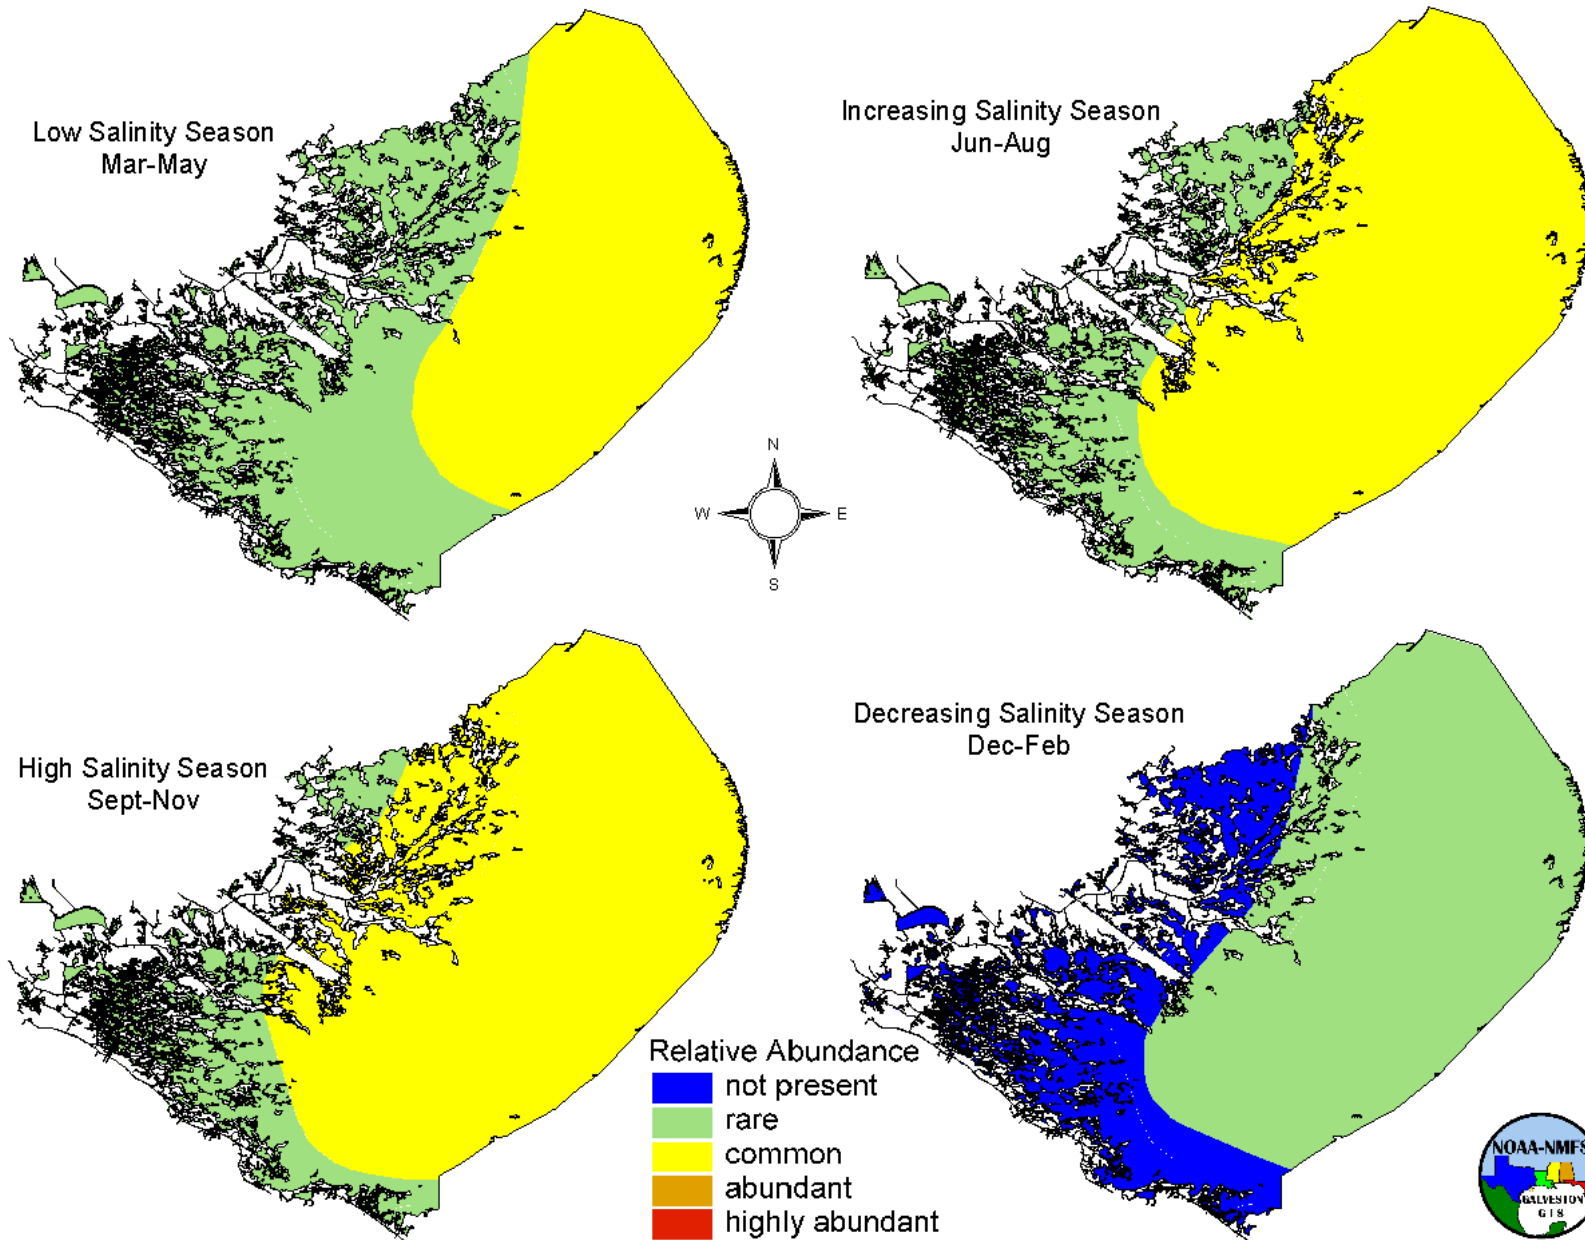 Low Salinity Season
Mar-May
Increasing Salinity Season
Jun-Aug
N
W
E
S
High Salinity Season
Sept-Nov
Decreasing Salinity Season
Dec-Feb
Relative Abundance
not present
rare
common
abundant
highly abundant
NOAA-NMFS
GALVESTON
GIS